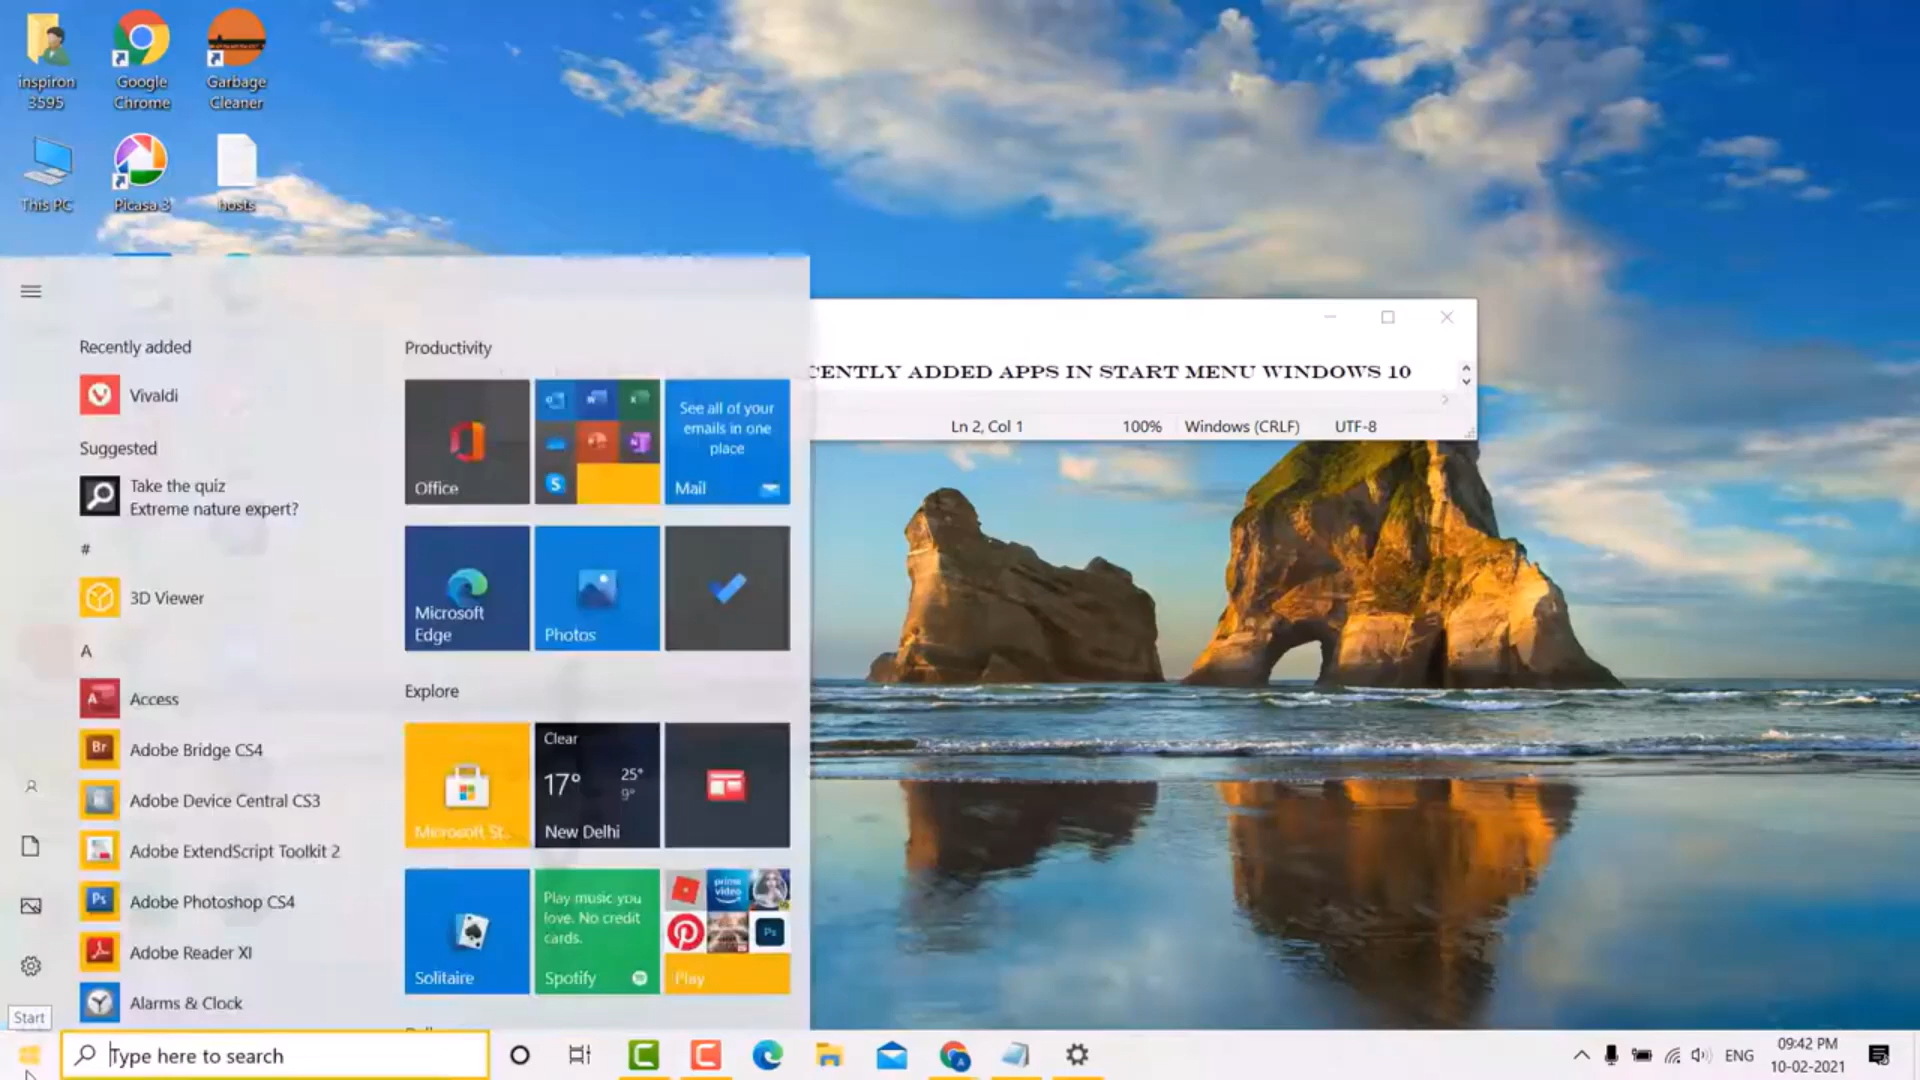 inspiron
3595
Google
Chrome
Garbage
Cleaner
This PC
Picasa 3
hosts
Recently added
Vivaldi
Suggested
Take the quiz
Extreme nature expert?
#
3D Viewer
A
Access
Adobe Bridge CS4
Adobe Device Central CS3
Adobe ExtendScript Toolkit 2
Adobe Photoshop CS4
Adobe Reader XI
Alarms & Clock
Productivity
Office
See all of your
emails in one
place
Mail
Microsoft
Edge
Photos
Explore
Microsoft St...
Clear
17°
25°
9°
New Delhi
Solitaire
Play music you
love. No credit
cards.
Spotify
prime
video
Ps
Play
CENTLY ADDED APPS IN START MENU WINDOWS 10
Ln 2, Col 1
100%
Windows (CRLF)
UTF-8
Start
Type here to search
ENG
09:42 PM
10-02-2021